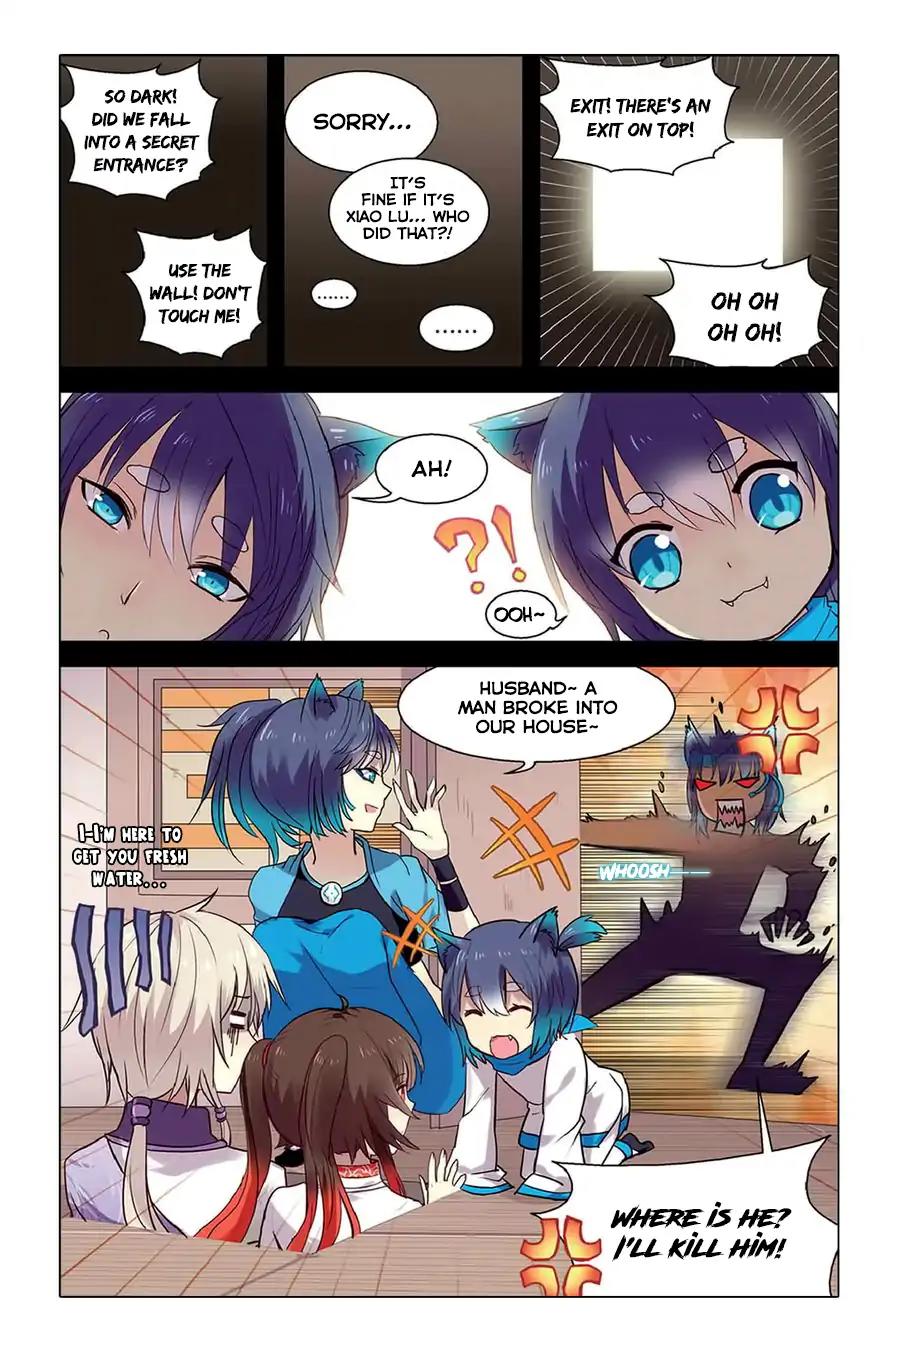 SO DARK!
DID WE FALL
INTO A SECRET
ENTRANCE?
USE THE
WALL! DON'T
TOUCH ME!
SORRY...
IT'S
FINE IF IT'S
XIAO LU... WHO
DID THAT?!
......
......
EXIT! THERE'S AN
EXIT ON TOP!
OH OH
OH OH!
AH!
?!
OOH~
HUSBAND~ A
MAN BROKE INTO
OUR HOUSE~
I-I'M HERE TO
GET YOU FRESH
WATER...
WHOOSH
WHERE IS HE?
I'LL KILL HIM!